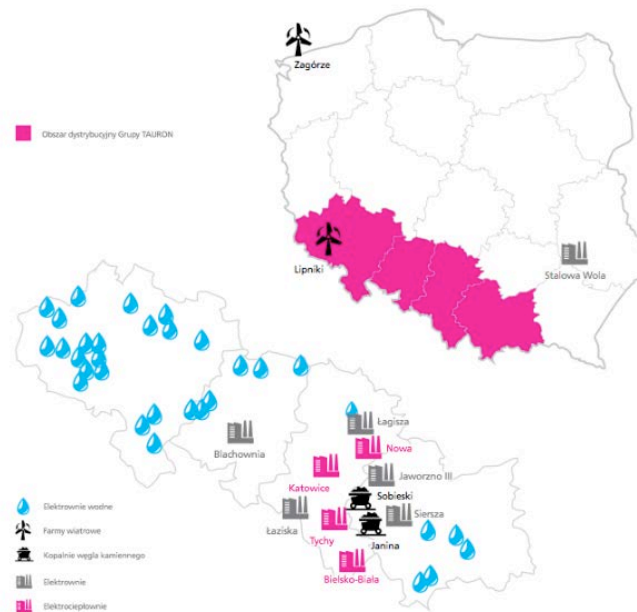 Zagórze
Obszar dystrybucyjny Grupy TAURON
Lipniki
Stalowa Wola
Łagisza
Blachownia
Nowa
Katowice
Jaworzno III
Sobieski
Łaziska
Siersza
Tychy
Janina
Bielsko-Biała
Elektrownie wodne
Farmy wiatrowe
Kopalnie węgla kamiennego
Elektrownie
Elektrociepłownie